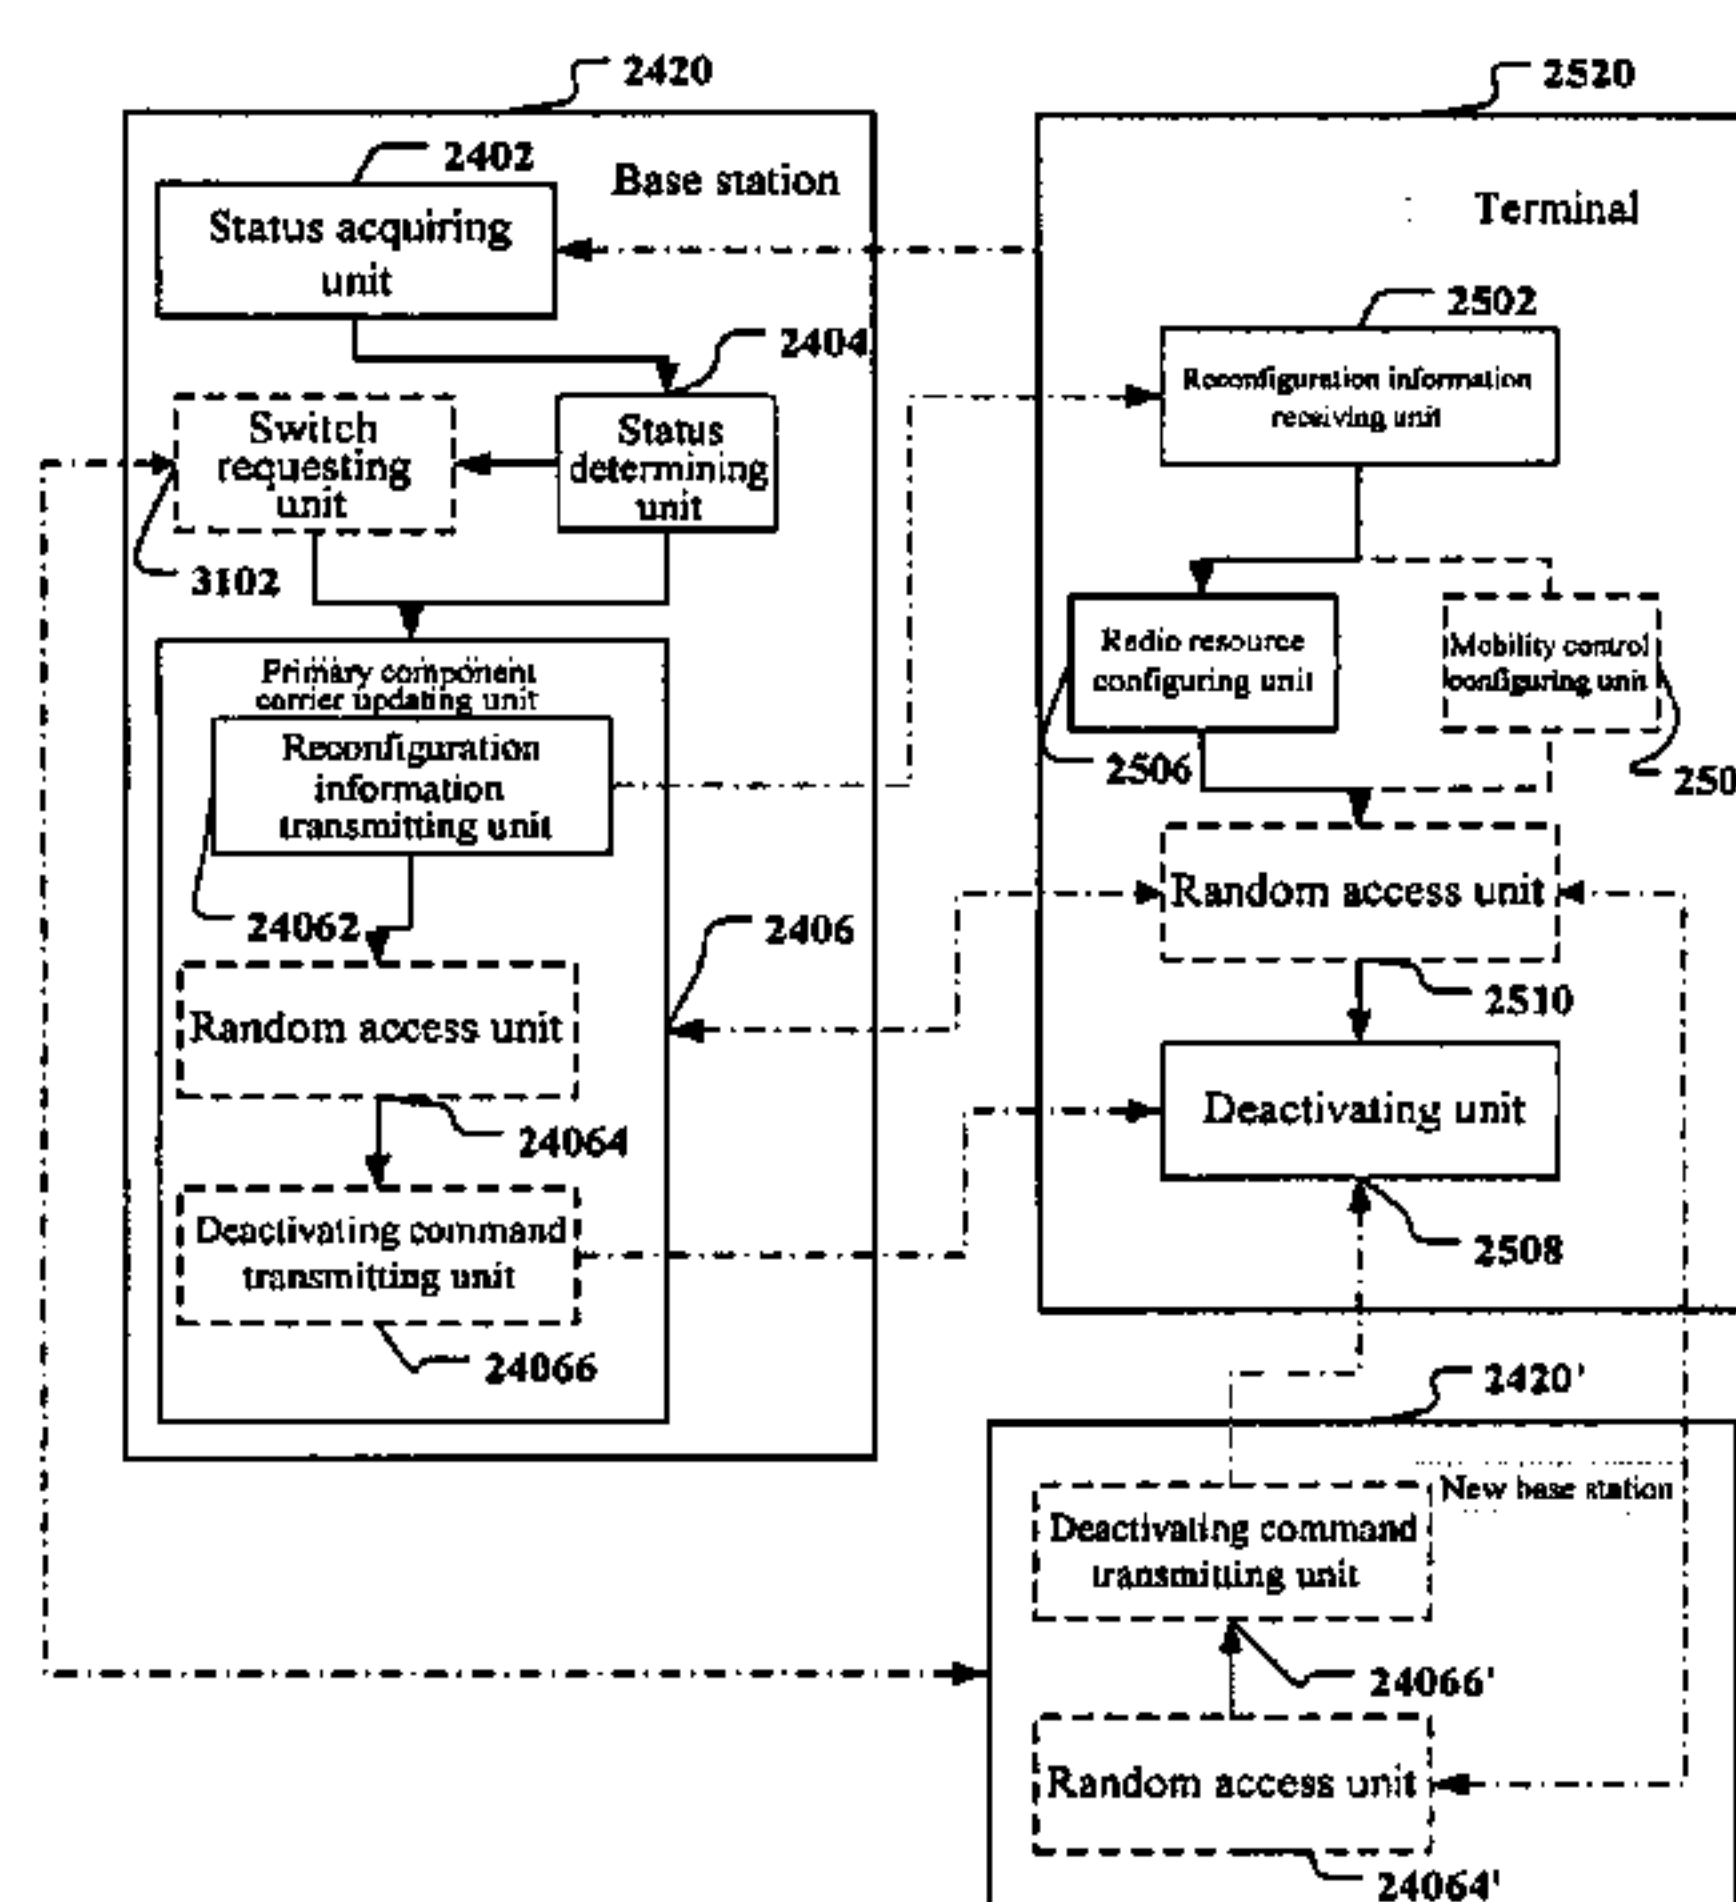 2420
2402
Base station
Status acquiring
unit
2404
Switch
requesting
unit
Status
determining
unit
3102
Primary component
carrier updating unit
Reconfiguration
information
transmitting unit
24062
2406
Random access unit
24064
Deactivating command
transmitting unit
24066
2520
Terminal
2502
Reconfiguration information
receiving unit
Radio resource
configuring unit
Mobility control
configuring unit
2506
250
Random access unit
2510
Deactivating unit
2508
2420'
New base station
Deactivating command
transmitting unit
24066'
Random access unit
24064'